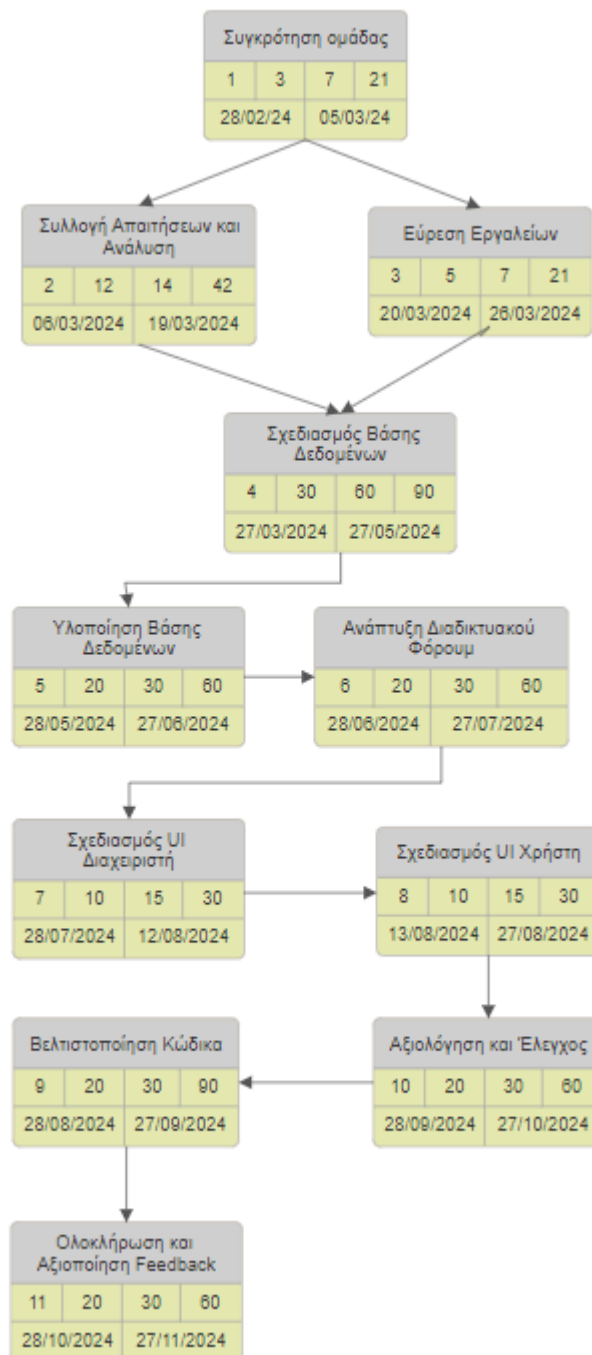 Συγκρότηση ομάδας
1 3 7 21
28/02/24 05/03/24
Συλλογή Απαιτήσεων και
Ανάλυση
2 12 14 42
06/03/2024 19/03/2024
Εύρεση Εργαλείων
3 5 7 21
20/03/2024 26/03/2024
Σχεδιασμός Βάσης
Δεδομένων
4 30 60 90
27/03/2024 27/05/2024
Υλοποίηση Βάσης
Δεδομένων
5 20 30 60
28/05/2024 27/06/2024
Ανάπτυξη Διαδικτυακού
Φόρουμ
6 20 30 60
28/06/2024 27/07/2024
Σχεδιασμός UI
Διαχειριστή
7 10 15 30
28/07/2024 12/08/2024
Σχεδιασμός UI Χρήστη
8 10 15 30
13/08/2024 27/08/2024
Βελτιστοποίηση Κώδικα
9 20 30 90
28/08/2024 27/09/2024
Αξιολόγηση και Έλεγχος
10 20 30 60
28/09/2024 27/10/2024
Ολοκλήρωση και
Αξιοποίηση Feedback
11 20 30 60
28/10/2024 27/11/2024